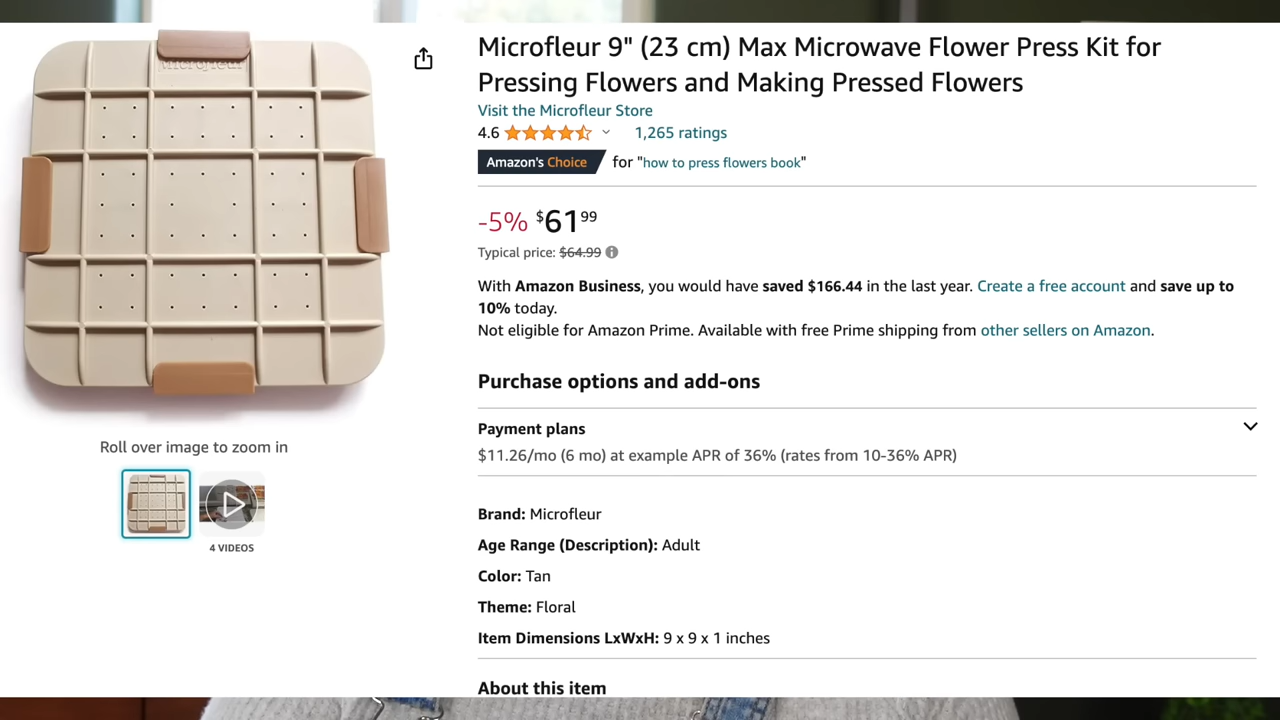 Microfleur
Microfleur 9" (23 cm) Max Microwave Flower Press Kit for
Pressing Flowers and Making Pressed Flowers
Visit the Microfleur Store
4.6 1,265 ratings
Amazon's Choice for "how to press flowers book"
-5% $61 99
Typical price: $64.99
With Amazon Business, you would have saved $166.44 in the last year. Create a free account and save up to
10% today.
Not eligible for Amazon Prime. Available with free Prime shipping from other sellers on Amazon.
Purchase options and add-ons
Payment plans
$11.26/mo (6 mo) at example APR of 36% (rates from 10-36% APR)
Brand: Microfleur
Age Range (Description): Adult
Color: Tan
Theme: Floral
Item Dimensions LxWxH: 9 x 9 x 1 inches
About this item
Roll over image to zoom in
4 VIDEOS